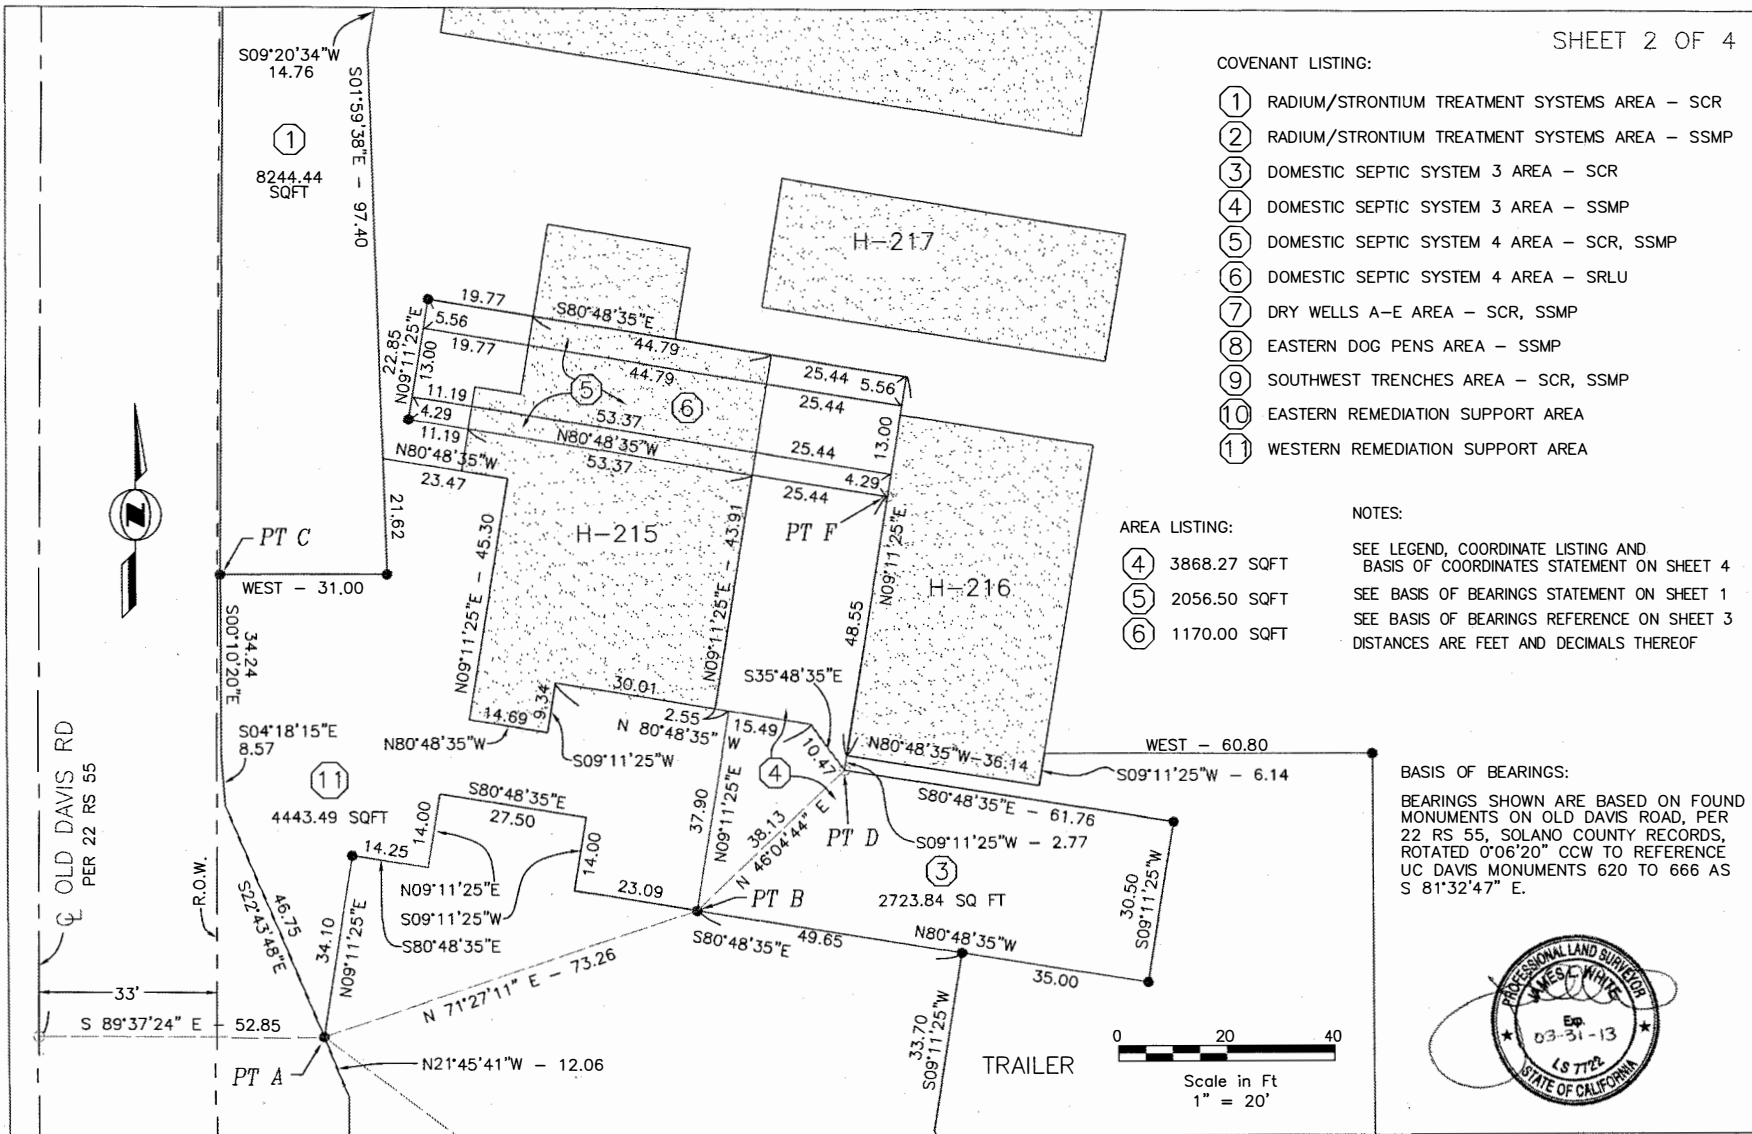 SHEET 2 OF 4
COVENANT LISTING:
1 RADIUM/STRONTIUM TREATMENT SYSTEMS AREA – SCR
2 RADIUM/STRONTIUM TREATMENT SYSTEMS AREA – SSMP
3 DOMESTIC SEPTIC SYSTEM 3 AREA – SCR
4 DOMESTIC SEPTIC SYSTEM 3 AREA – SSMP
5 DOMESTIC SEPTIC SYSTEM 4 AREA – SCR, SSMP
6 DOMESTIC SEPTIC SYSTEM 4 AREA – SRLU
7 DRY WELLS A–E AREA – SCR, SSMP
8 EASTERN DOG PENS AREA – SSMP
9 SOUTHWEST TRENCHES AREA – SCR, SSMP
10 EASTERN REMEDIATION SUPPORT AREA
11 WESTERN REMEDIATION SUPPORT AREA
AREA LISTING:
4 3868.27 SQFT
5 2056.50 SQFT
6 1170.00 SQFT
NOTES:
SEE LEGEND, COORDINATE LISTING AND
BASIS OF COORDINATES STATEMENT ON SHEET 4
SEE BASIS OF BEARINGS STATEMENT ON SHEET 1
SEE BASIS OF BEARINGS REFERENCE ON SHEET 3
DISTANCES ARE FEET AND DECIMALS THEREOF
S09°20'34"W
14.76
S01°59'38"E – 97.40
1
8244.44
SQFT
H–217
19.77
S80°48'35"E
44.79
25.44
5.56
22.85
N09°11'25"E
13.00
5.56
19.77
44.79
25.44
13.00
5
6
11.19
53.37
25.44
4.29
4.29
11.19
N80°48'35"W
53.37
25.44
N80°48'35"W
23.47
21.62
PT C
WEST – 31.00
H–215
PT F
H–216
N09°11'25"E – 45.30
N09°11'25"E – 43.91
N09°11'25"E
48.55
34.24
S00°10'20"E
S04°18'15"E
8.57
S35°48'35"E
14.69
N80°48'35"W
9.34
S09°11'25"W
30.01
2.55
N 80°48'35"
W
15.49
10.47
4
N80°48'35"W–36.14
WEST – 60.80
S09°11'25"W – 6.14
S80°48'35"E – 61.76
PT D
S09°11'25"W – 2.77
3
2723.84 SQ FT
11
4443.49 SQFT
S80°48'35"E
27.50
14.00
14.25
14.00
N09°11'25"E
S09°11'25"W
S80°48'35"E
23.09
37.90
N09°11'25"E
38.13
N 46°04'44" E
PT B
S80°48'35"E
49.65
N80°48'35"W
35.00
30.50
S09°11'25"W
33.70
S09°11'25"W
TRAILER
℄ OLD DAVIS RD
PER 22 RS 55
R.O.W.
46.75
S22°43'48"E
34.10
N09°11'25"E
N 71°27'11" E – 73.26
33'
S 89°37'24" E – 52.85
PT A
N21°45'41"W – 12.06
0 20 40
Scale in Ft
1" = 20'
BASIS OF BEARINGS:
BEARINGS SHOWN ARE BASED ON FOUND
MONUMENTS ON OLD DAVIS ROAD, PER
22 RS 55, SOLANO COUNTY RECORDS,
ROTATED 0°06'20" CCW TO REFERENCE
UC DAVIS MONUMENTS 620 TO 666 AS
S 81°32'47" E.
PROFESSIONAL LAND SURVEYOR
JAMES L. WHITE
Exp.
03-31-13
LS 7722
STATE OF CALIFORNIA
N